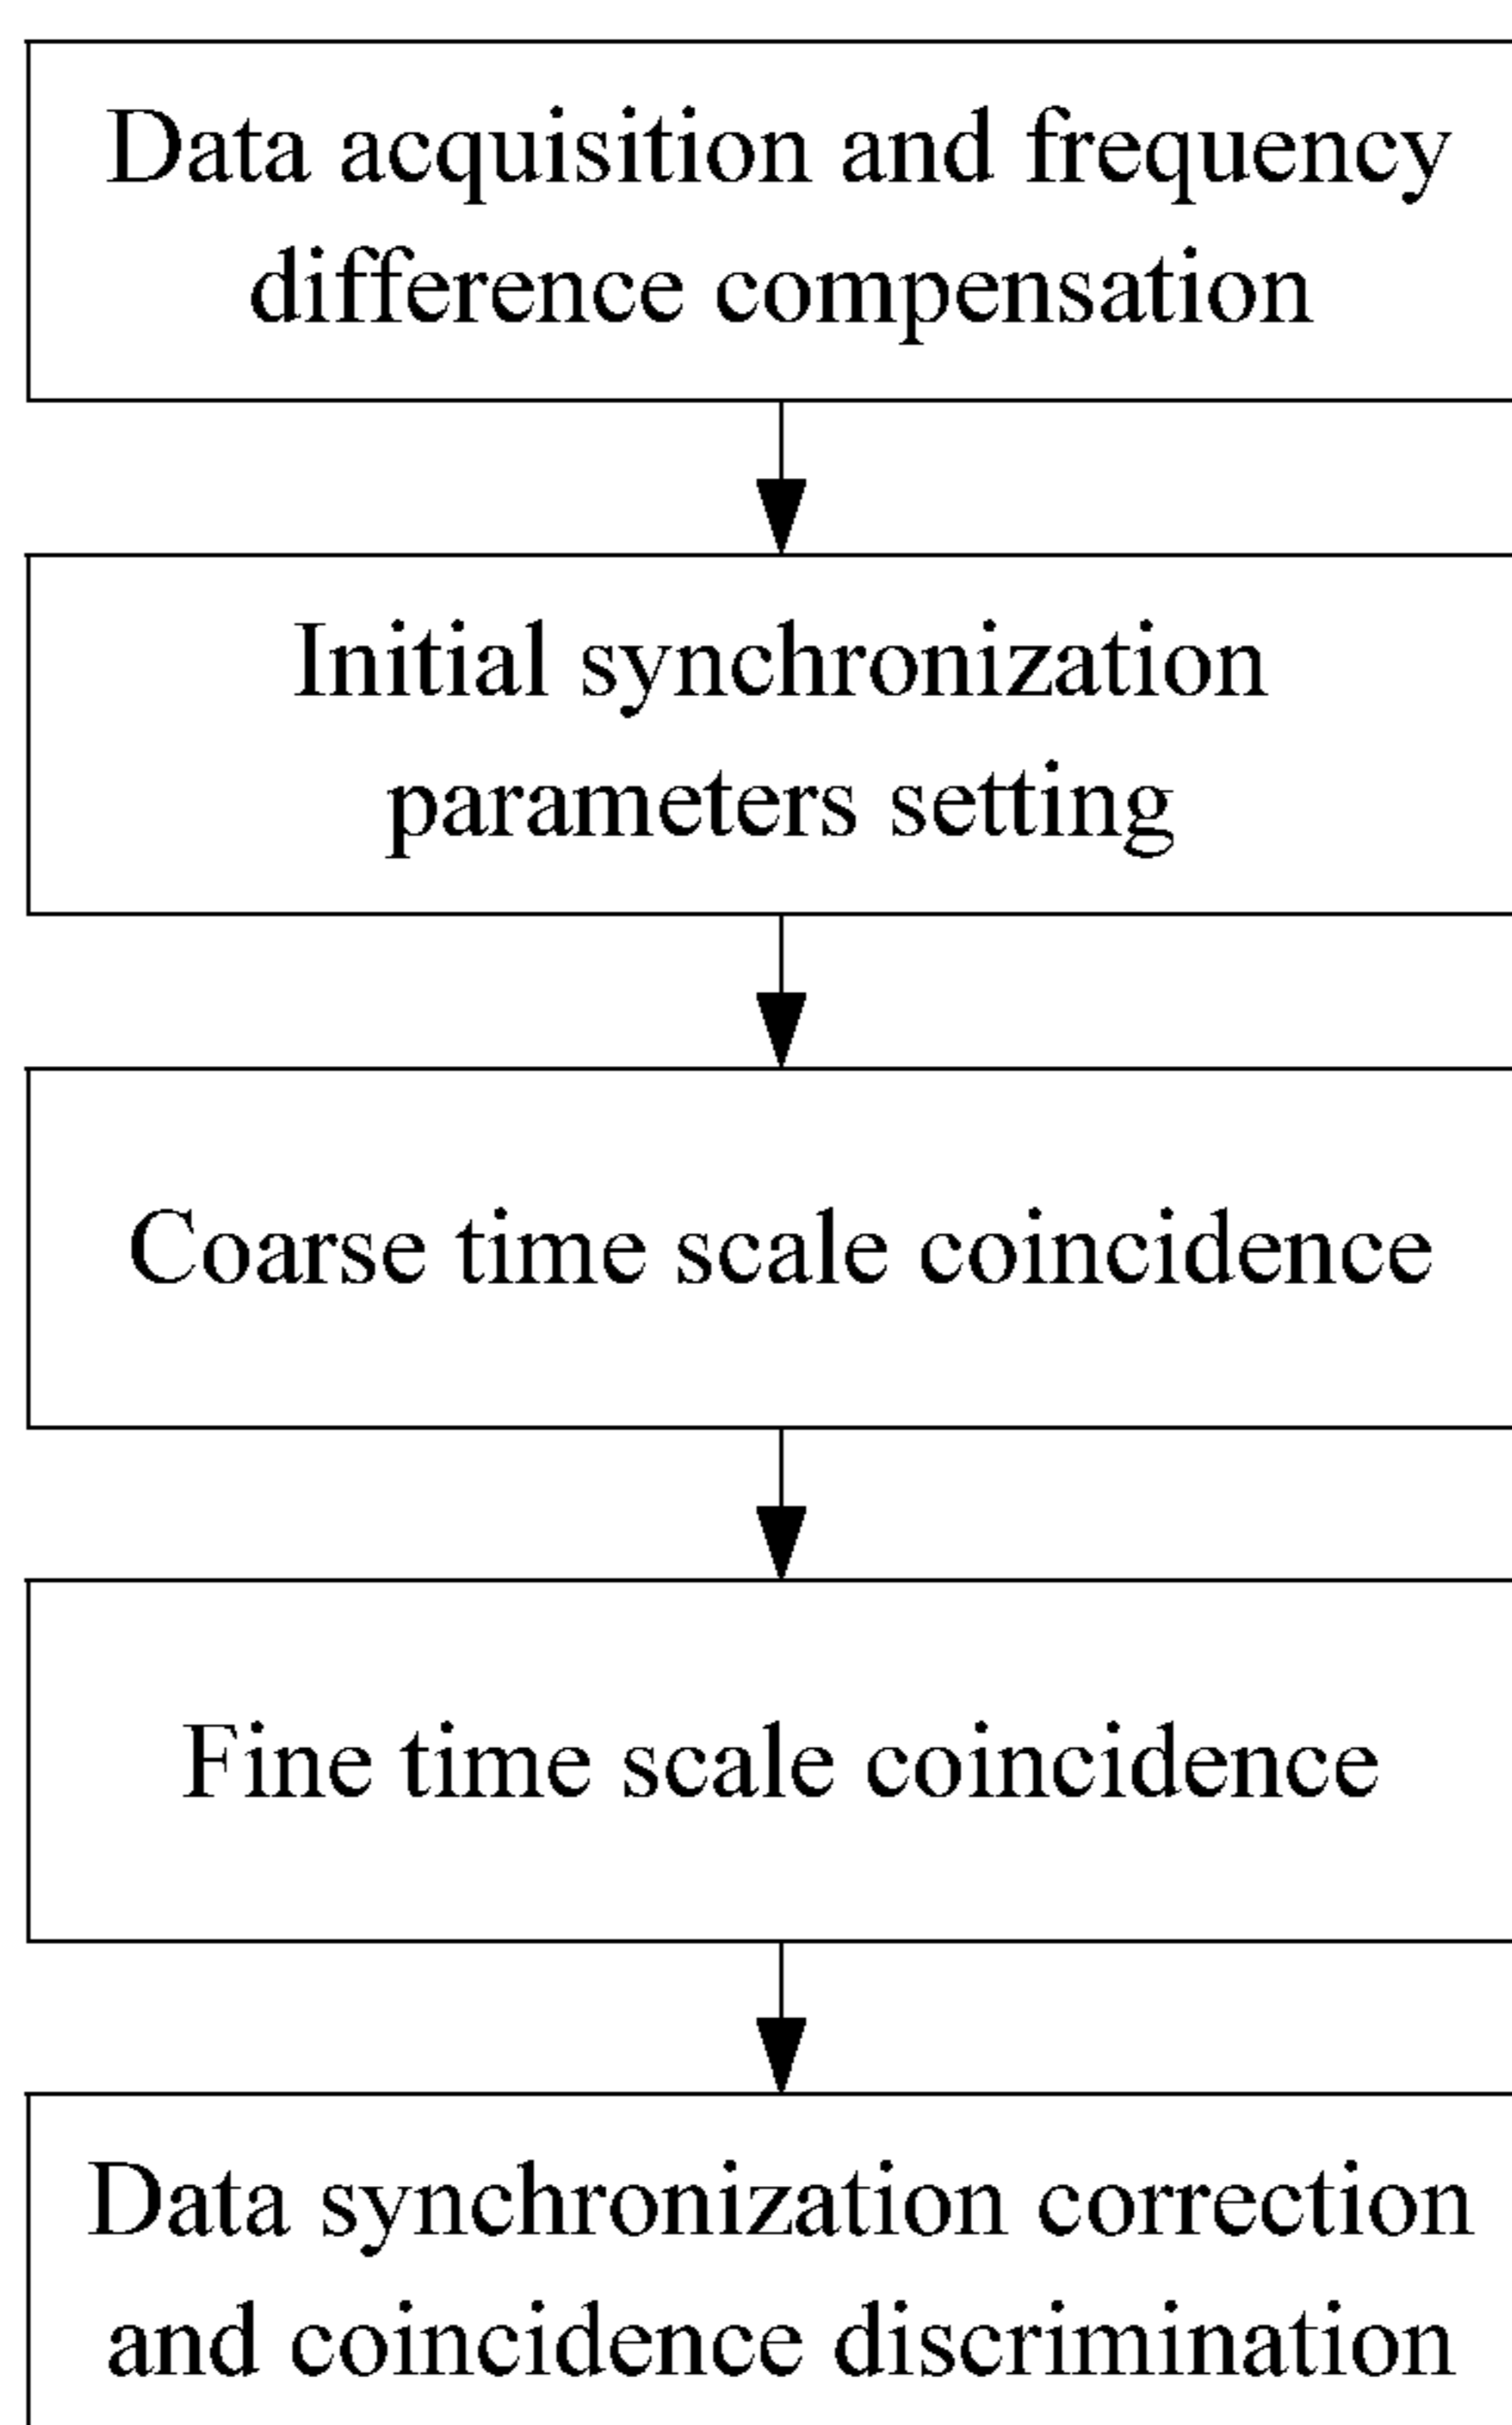 Data acquisition and frequency
difference compensation
Initial synchronization
parameters setting
Coarse time scale coincidence
Fine time scale coincidence
Data synchronization correction
and coincidence discrimination